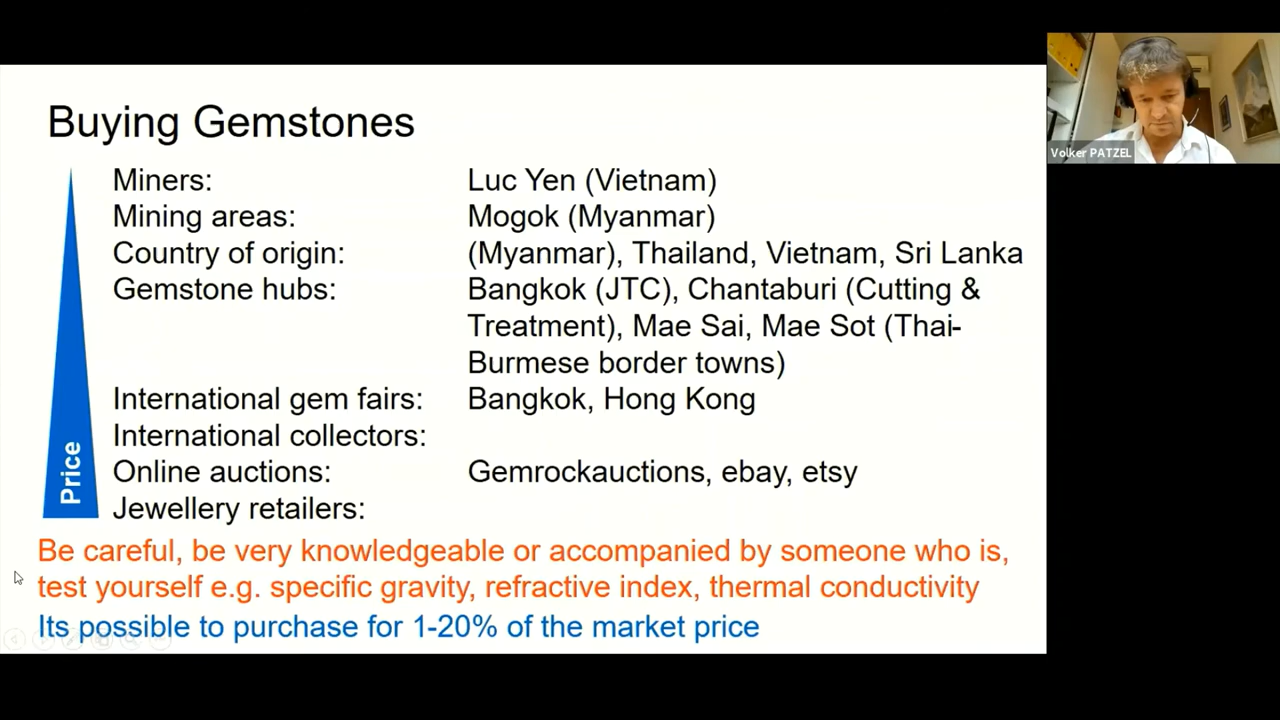 Buying Gemstones
Miners: Luc Yen (Vietnam)
Mining areas: Mogok (Myanmar)
Country of origin: (Myanmar), Thailand, Vietnam, Sri Lanka
Gemstone hubs: Bangkok (JTC), Chantaburi (Cutting &
Treatment), Mae Sai, Mae Sot (Thai-
Burmese border towns)
International gem fairs: Bangkok, Hong Kong
International collectors:
Online auctions: Gemrockauctions, ebay, etsy
Jewellery retailers:
Price
Be careful, be very knowledgeable or accompanied by someone who is,
test yourself e.g. specific gravity, refractive index, thermal conductivity
Its possible to purchase for 1-20% of the market price
Volker PATZEL